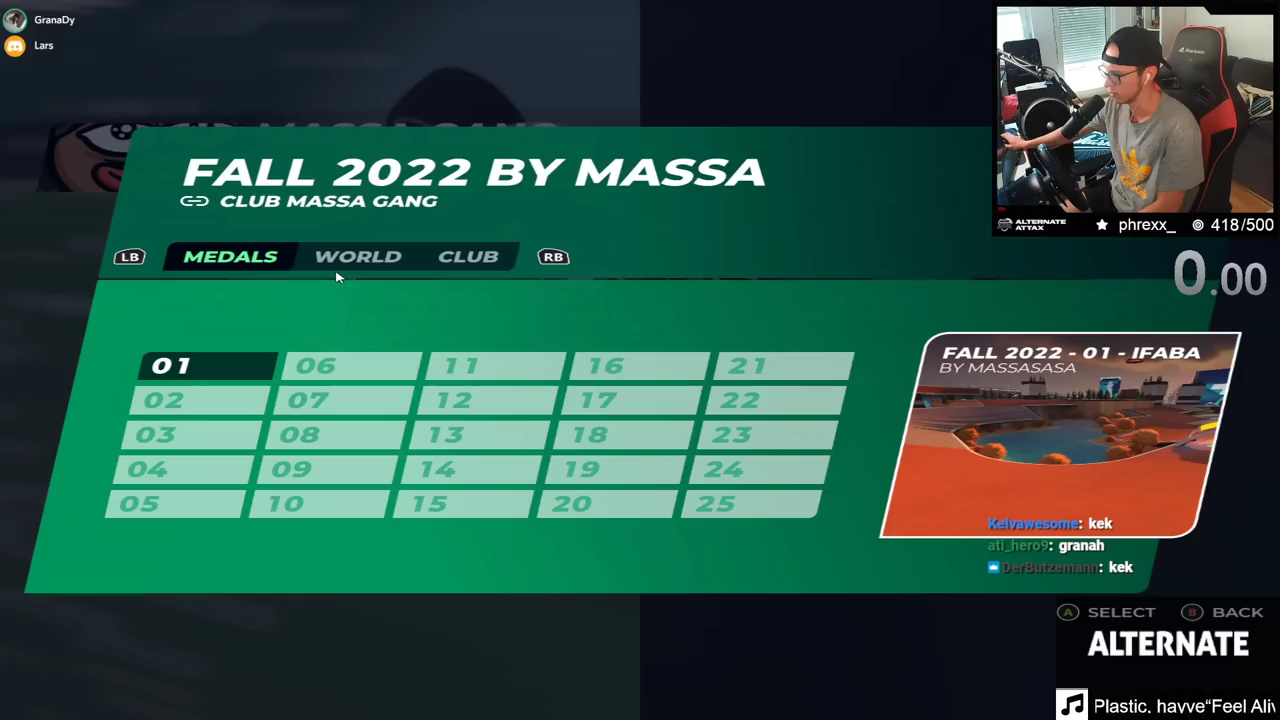 GranaDy
Lars
FALL 2022 BY MASSA
CLUB MASSA GANG
LB MEDALS WORLD CLUB RB
01 06 11 16 21
02 07 12 17 22
03 08 13 18 23
04 09 14 19 24
05 10 15 20 25
ALTERNATE
ATTAX
phrexx_
418/500
0.00
FALL 2022 - 01 - IFABA
BY MASSASASA
Kelvawesome: kek
ati_hero9: granah
DerButzemann: kek
A SELECT B BACK
ALTERNATE
Plastic. havve“Feel Aliv